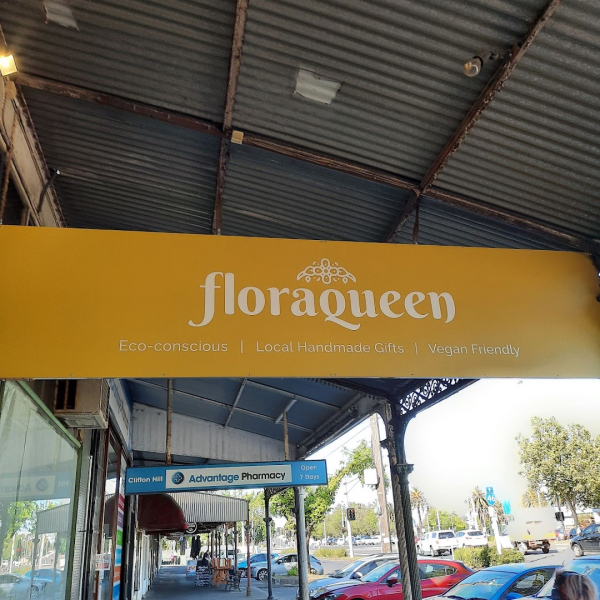 floraqueen
Eco-conscious | Local Handmade Gifts | Vegan Friendly
Clifton Hill Advantage Pharmacy Open
7 Days